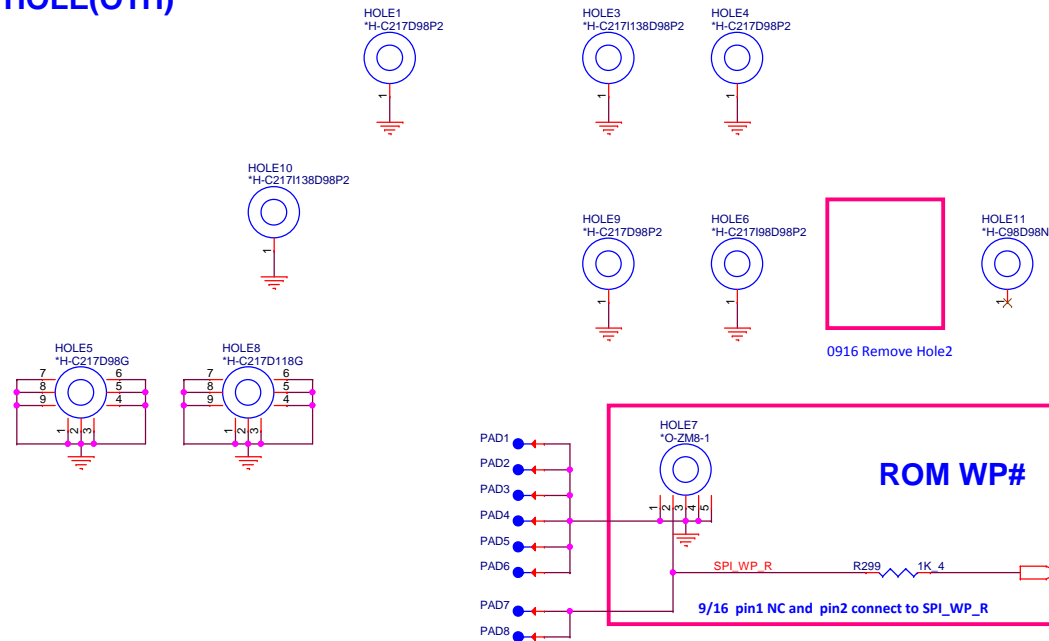 HOLE(OTH)
HOLE1
*H-C217D98P2
1
HOLE3
*H-C217I138D98P2
1
HOLE4
*H-C217D98P2
1
HOLE10
*H-C217I138D98P2
1
HOLE9
*H-C217D98P2
1
HOLE6
*H-C217I98D98P2
1
0916 Remove Hole2
HOLE11
*H-C98D98N
1
HOLE5
*H-C217D98G
7
8
9
6
5
4
1
2
3
HOLE8
*H-C217D118G
7
8
9
6
5
4
1
2
3
PAD1
PAD2
PAD3
PAD4
PAD5
PAD6
PAD7
PAD8
HOLE7
*O-ZM8-1
1
2
3
4
5
ROM WP#
SPI_WP_R
R299
1K_4
9/16 pin1 NC and pin2 connect to SPI_WP_R